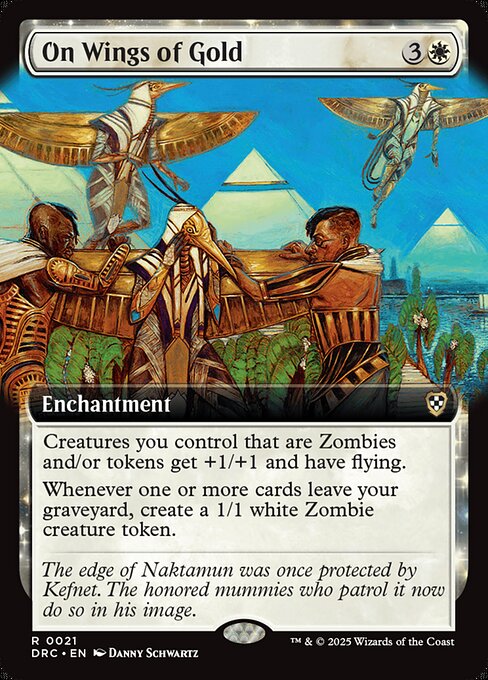 On Wings of Gold 3
Enchantment
Creatures you control that are Zombies
and/or tokens get +1/+1 and have flying.
Whenever one or more cards leave your
graveyard, create a 1/1 white Zombie
creature token.
The edge of Naktamun was once protected by
Kefnet. The honored mummies who patrol it now
do so in his image.
R 0021 ™ & © 2025 Wizards of the Coast
DRC • EN Danny Schwartz